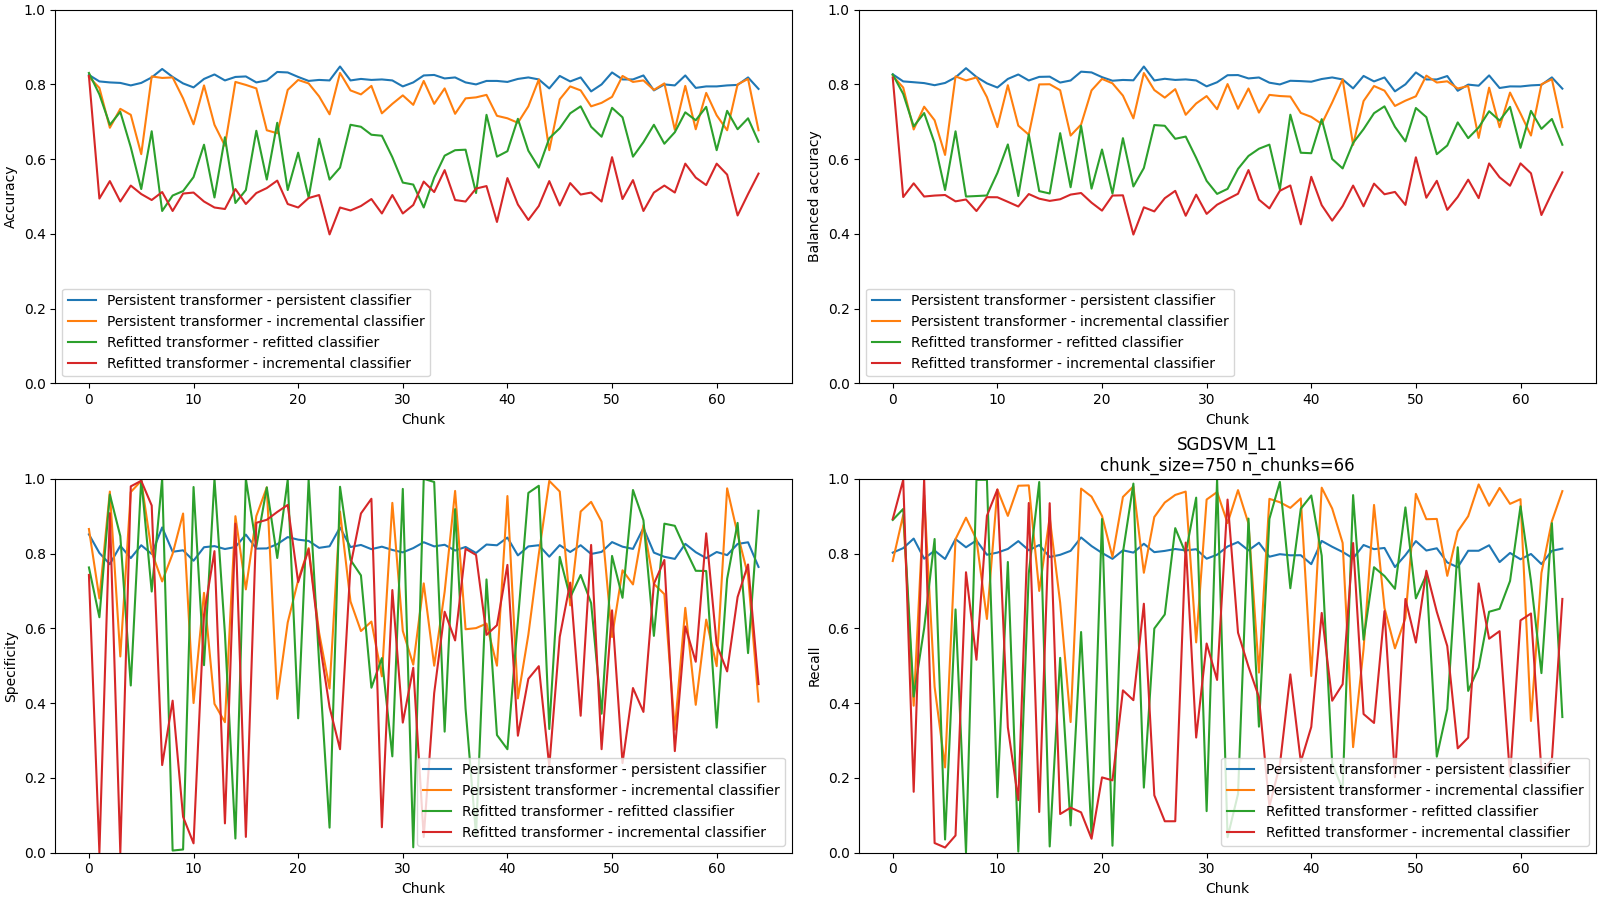 1.0
0.8
0.6
0.4
0.2
0.0
Accuracy
Persistent transformer - persistent classifier
Persistent transformer - incremental classifier
Refitted transformer - refitted classifier
Refitted transformer - incremental classifier
0 10 20 30 40 50 60
Chunk
1.0
0.8
0.6
0.4
0.2
0.0
Balanced accuracy
Persistent transformer - persistent classifier
Persistent transformer - incremental classifier
Refitted transformer - refitted classifier
Refitted transformer - incremental classifier
0 10 20 30 40 50 60
Chunk
1.0
0.8
0.6
0.4
0.2
0.0
Specificity
Persistent transformer - persistent classifier
Persistent transformer - incremental classifier
Refitted transformer - refitted classifier
Refitted transformer - incremental classifier
0 10 20 30 40 50 60
Chunk
SGDSVM_L1
chunk_size=750 n_chunks=66
1.0
0.8
0.6
0.4
0.2
0.0
Recall
Persistent transformer - persistent classifier
Persistent transformer - incremental classifier
Refitted transformer - refitted classifier
Refitted transformer - incremental classifier
0 10 20 30 40 50 60
Chunk